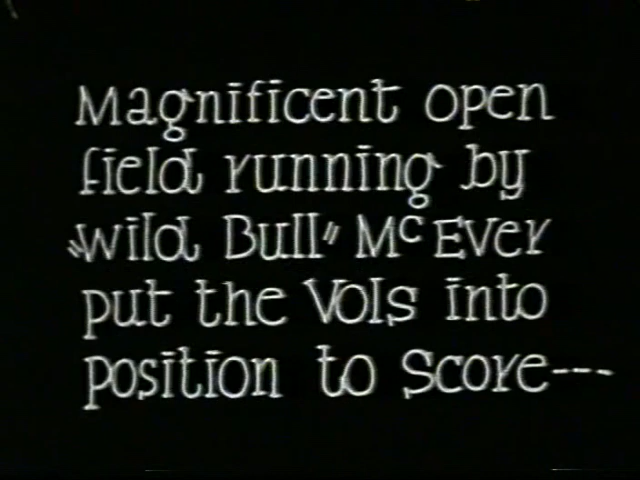 Magnificent open
field running by
"Wild Bull" McEver
put the Vols into
position to score---